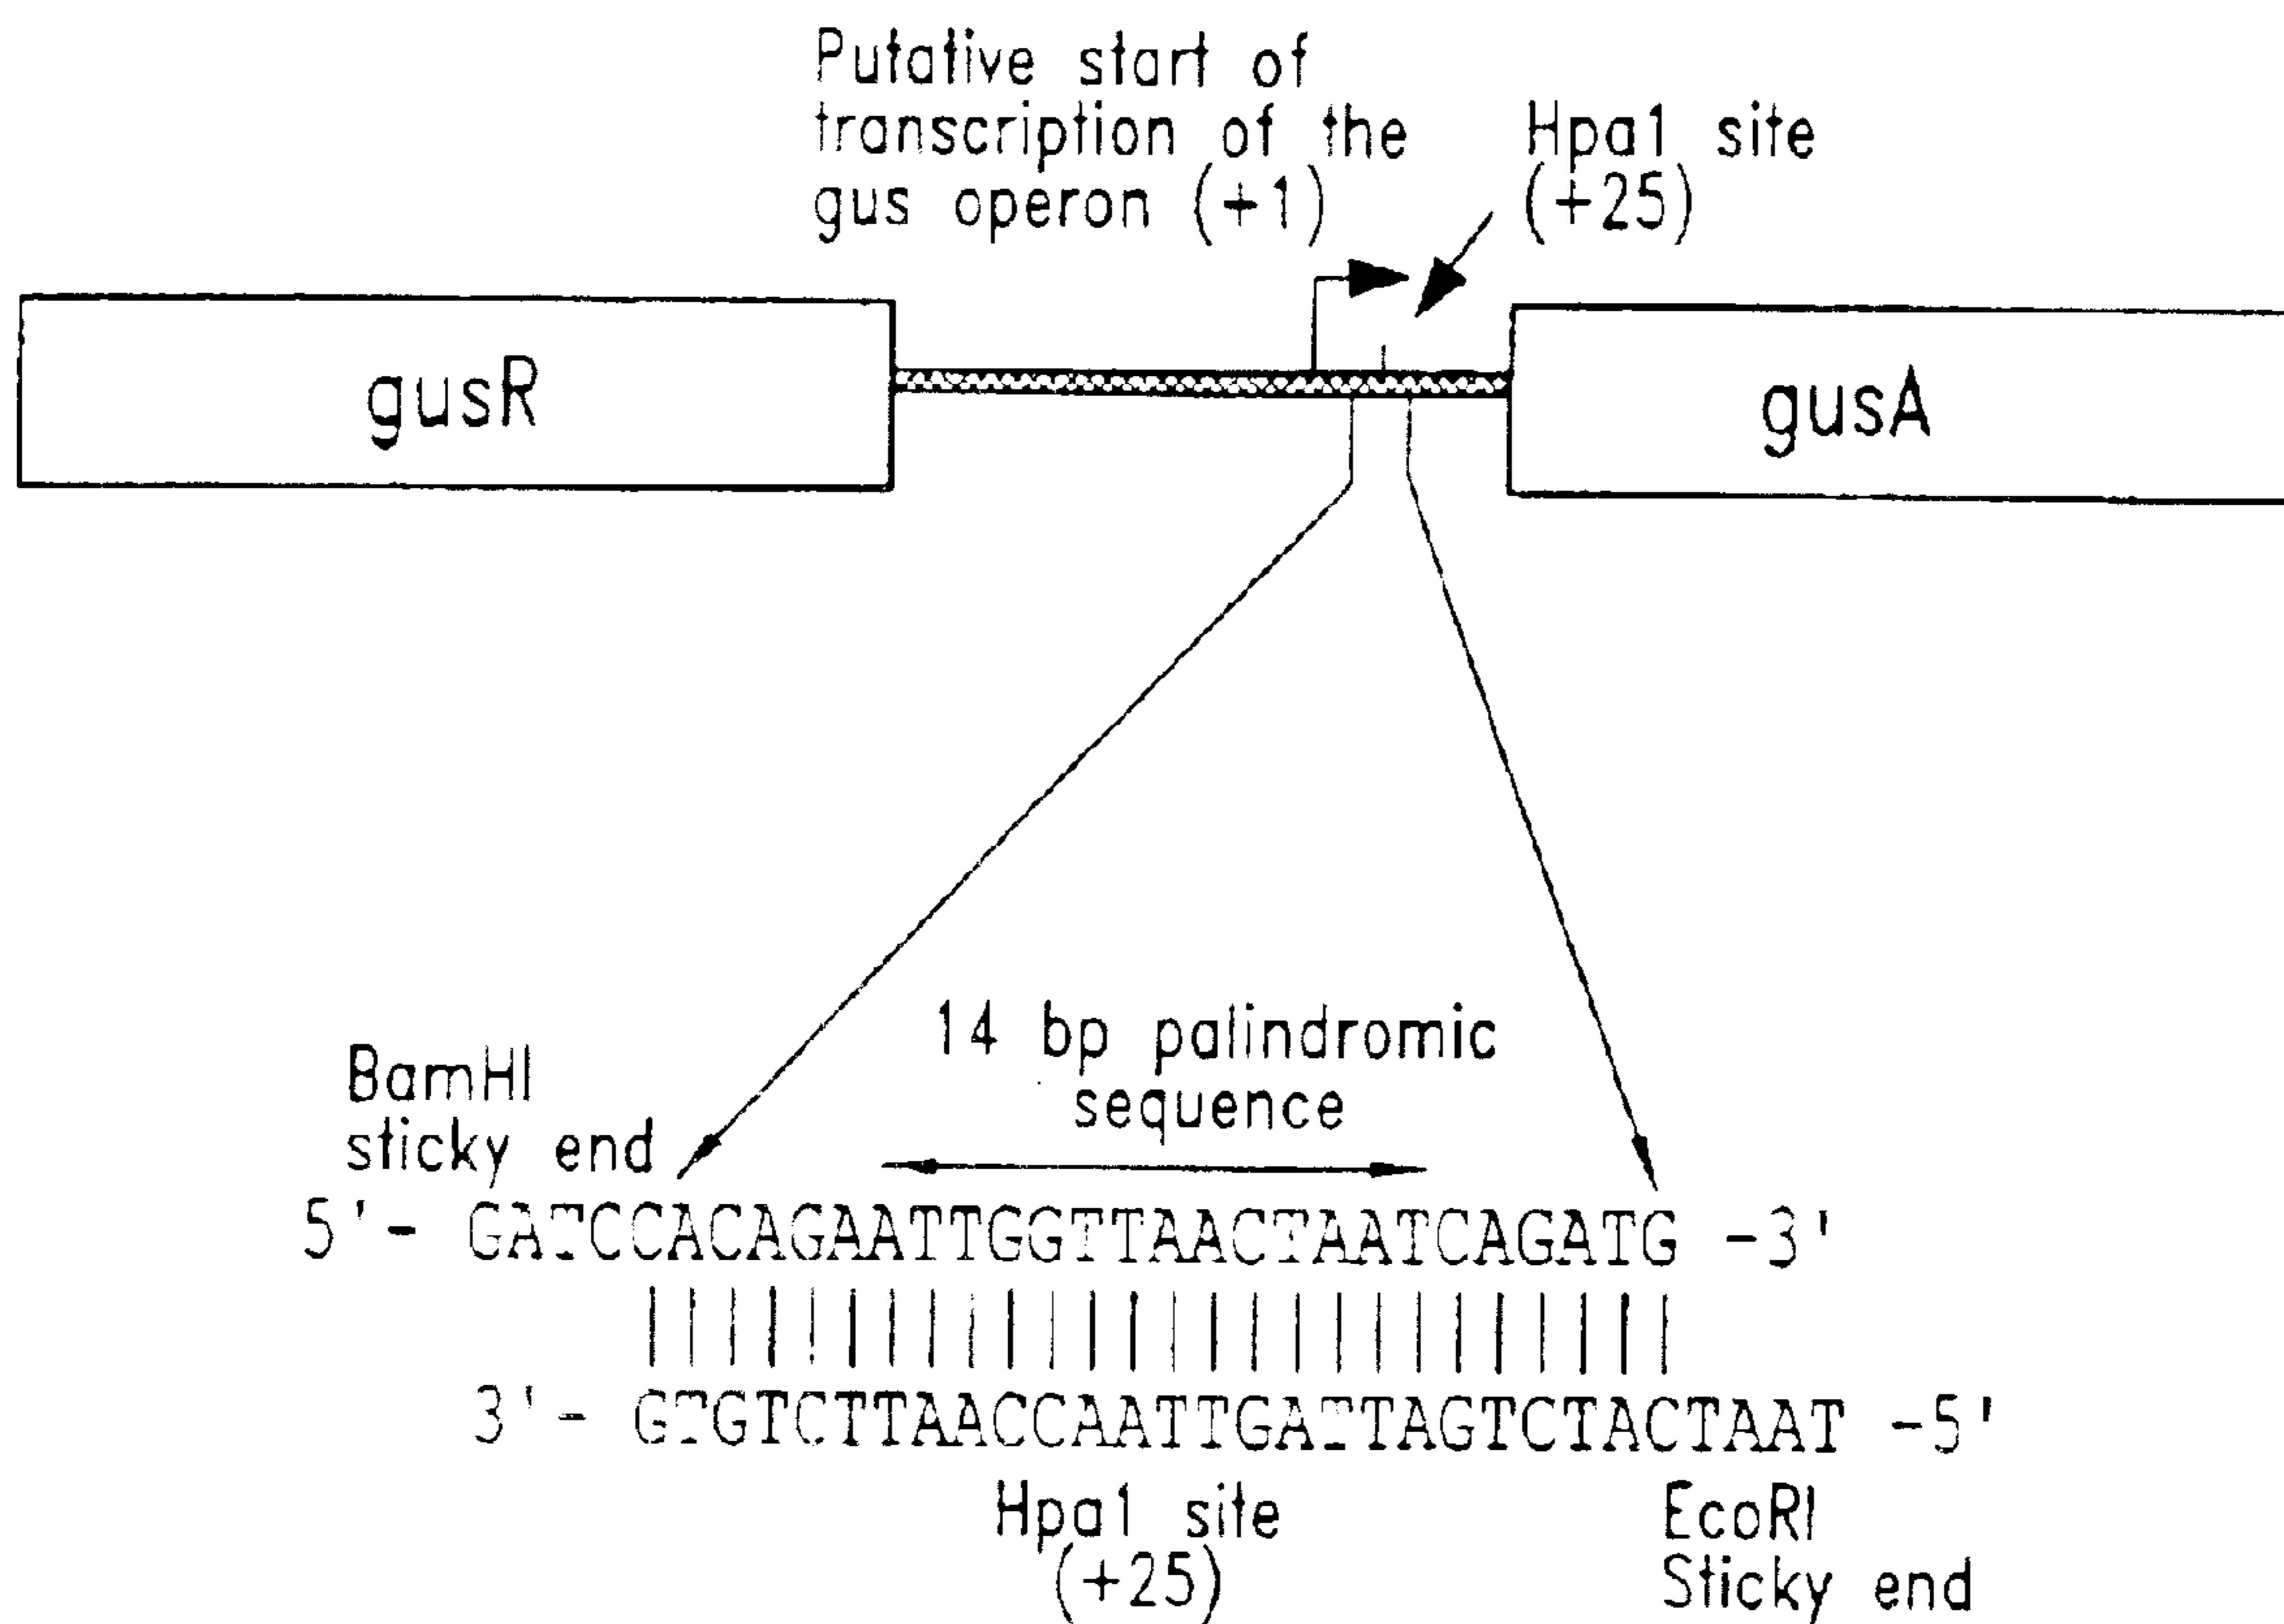 Putative start of
transcription of the
gus operon (+1)
Hpa1 site
(+25)
gusR
gusA
14 bp palindromic
sequence
BamHI
sticky end
5'- GATCCACAGAATTGGTTAACTAATCAGATG -3'
3'- GTGTCTTAACCAATTGATTAGTCTACTAAT -5'
Hpa1 site
(+25)
EcoRI
Sticky end